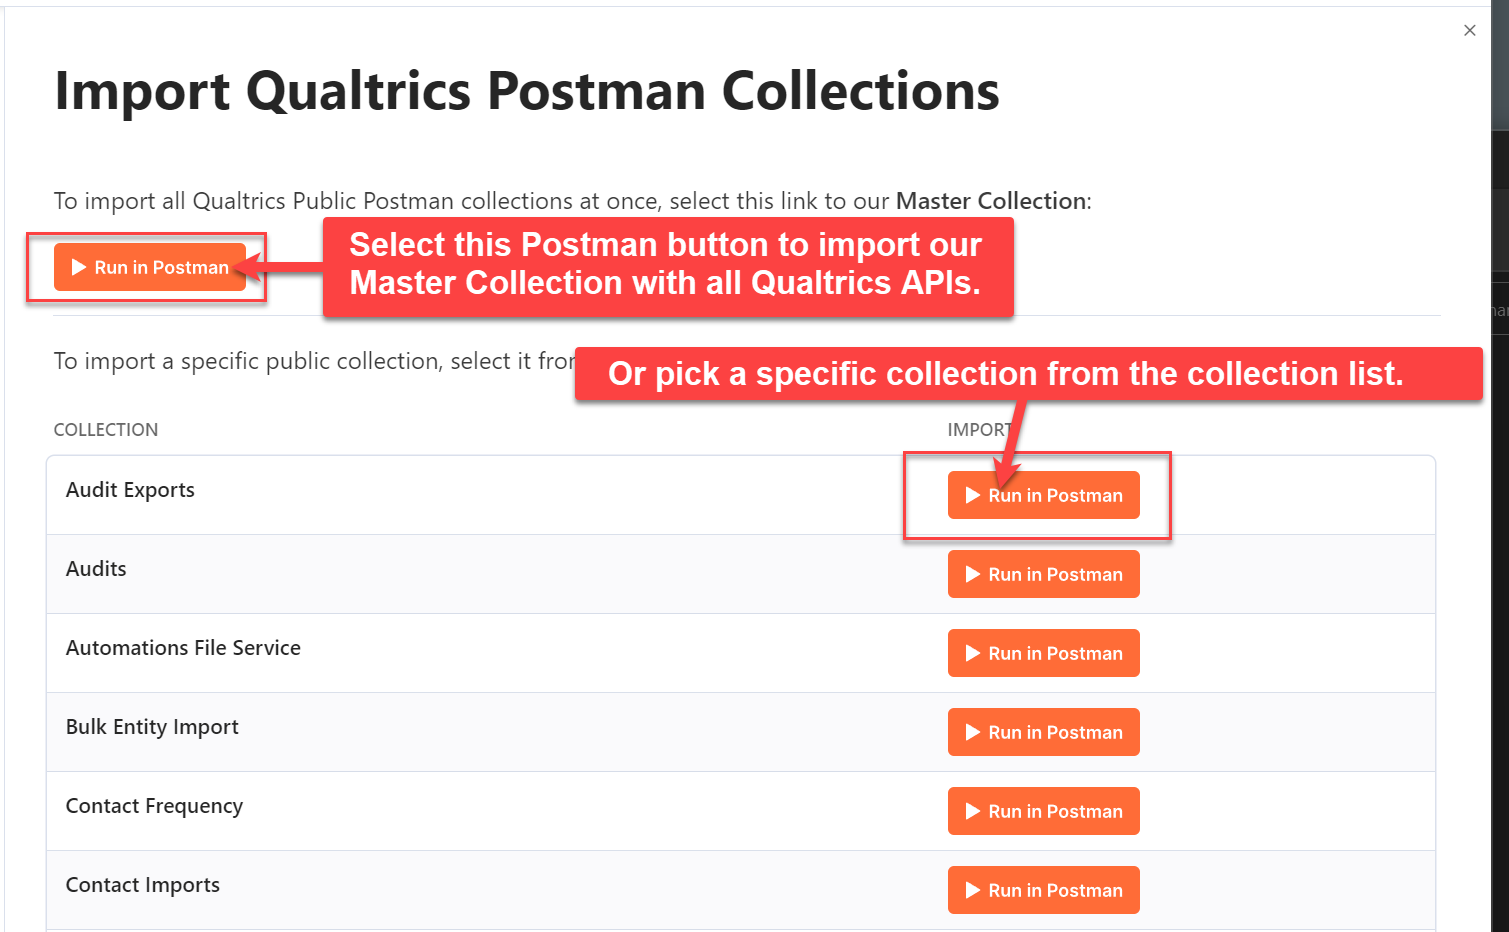 ×
Import Qualtrics Postman Collections
To import all Qualtrics Public Postman collections at once, select this link to our Master Collection:
Run in Postman
Select this Postman button to import our
Master Collection with all Qualtrics APIs.
To import a specific public collection, select it from
Or pick a specific collection from the collection list.
COLLECTION
IMPORT
Audit Exports
Run in Postman
Audits
Run in Postman
Automations File Service
Run in Postman
Bulk Entity Import
Run in Postman
Contact Frequency
Run in Postman
Contact Imports
Run in Postman